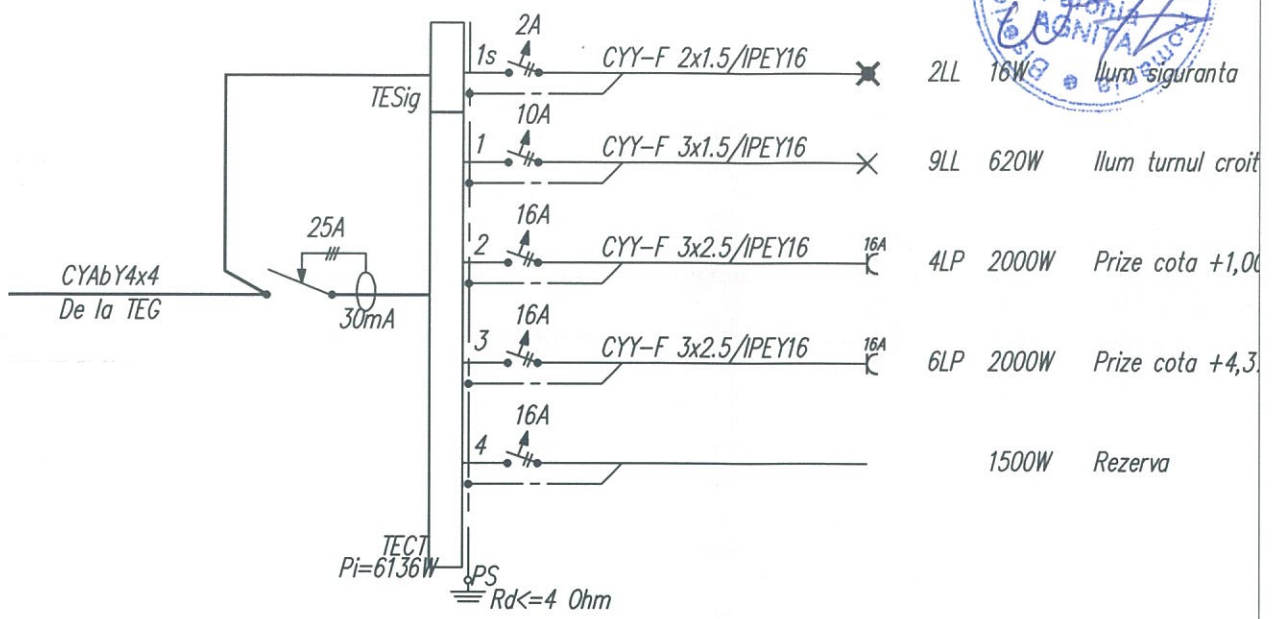 AGNITA
2A
1s CYY-F 2x1.5/IPEY16 2LL 16W Ilum siguranta
TESig
10A
1 CYY-F 3x1.5/IPEY16 9LL 620W Ilum turnul croit
16A
2 CYY-F 3x2.5/IPEY16 16A 4LP 2000W Prize cota +1,00
25A
CYAbY4x4
De la TEG
30mA
16A
3 CYY-F 3x2.5/IPEY16 16A 6LP 2000W Prize cota +4,3
16A
4 1500W Rezerva
TECT
Pi=6136W
PS
Rd<=4 Ohm